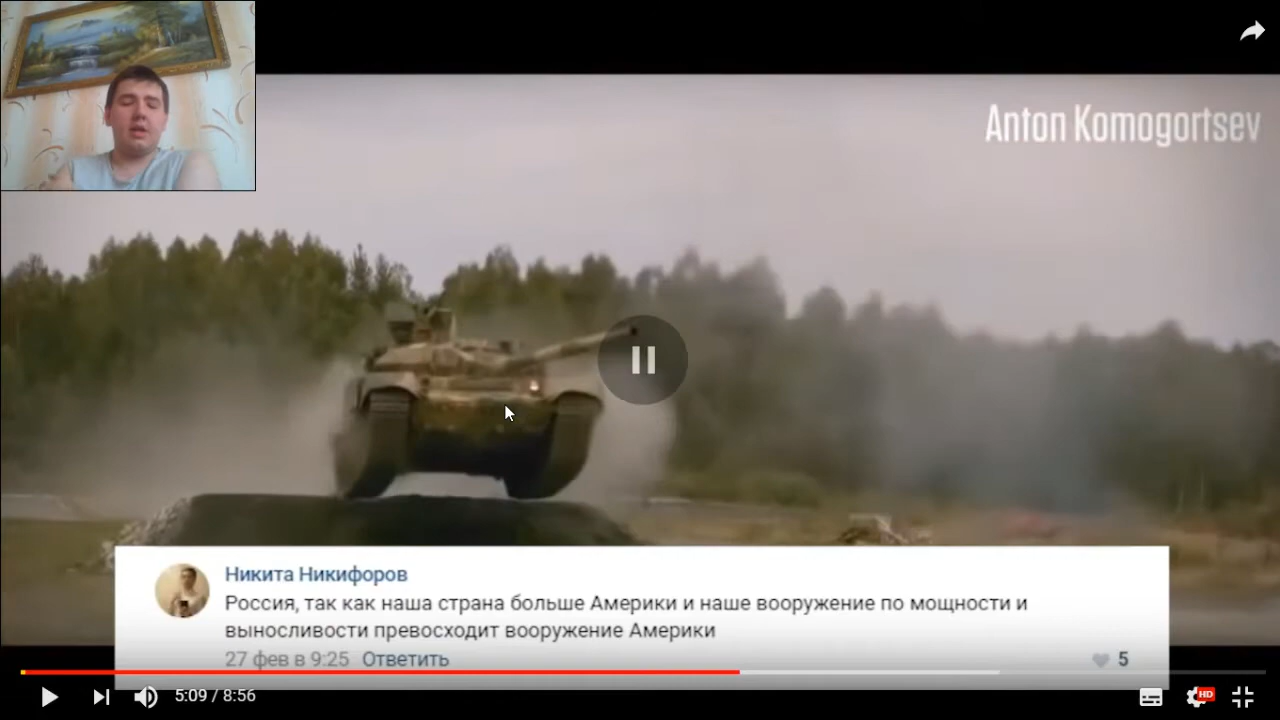 Anton Komogortsev
Никита Никифоров
Россия, так как наша страна больше Америки и наше вооружение по мощности и
выносливости превосходит вооружение Америки
27 фев в 9:25 Ответить
5
5:09 / 8:56
HD